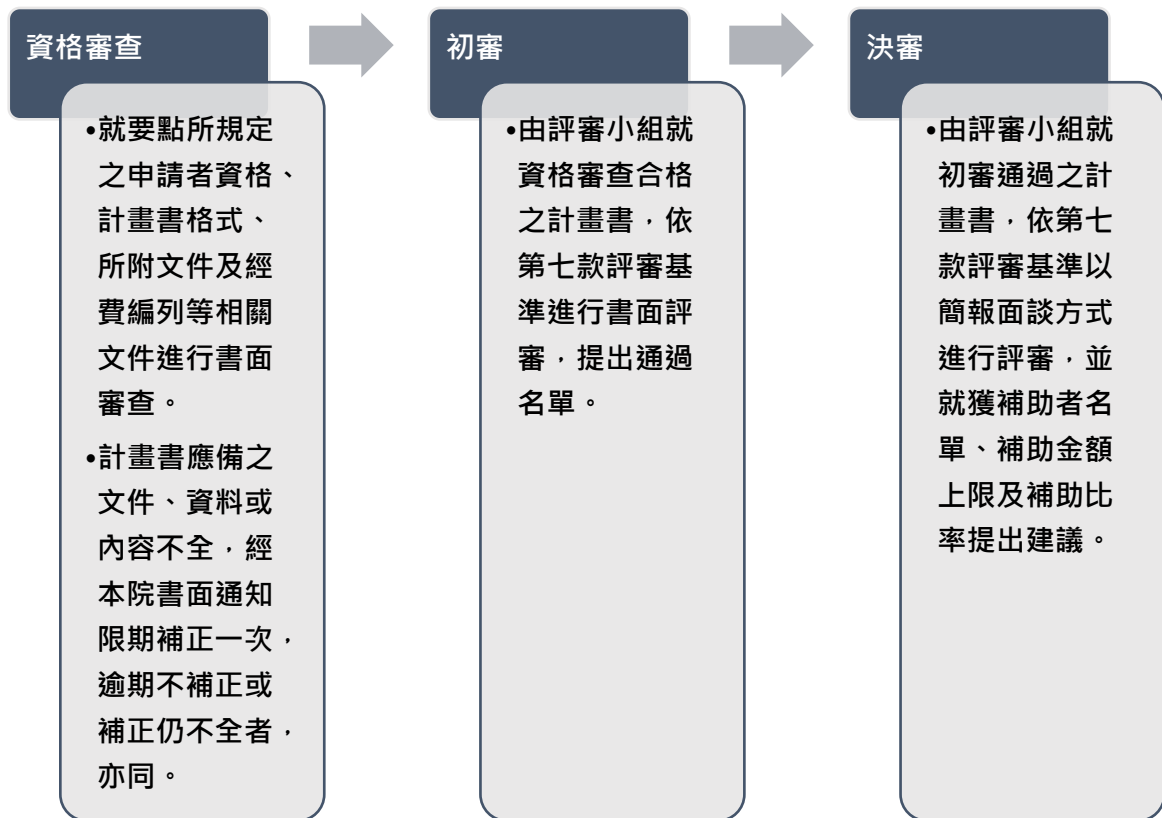 資格審查
•就要點所規定
之申請者資格、
計畫書格式、
所附文件及經
費編列等相關
文件進行書面
審查。
•計畫書應備之
文件、資料或
內容不全，經
本院書面通知
限期補正一次，
逾期不補正或
補正仍不全者，
亦同。
初審
•由評審小組就
資格審查合格
之計畫書，依
第七款評審基
準進行書面評
審，提出通過
名單。
決審
•由評審小組就
初審通過之計
畫書，依第七
款評審基準以
簡報面談方式
進行評審，並
就獲補助者名
單、補助金額
上限及補助比
率提出建議。